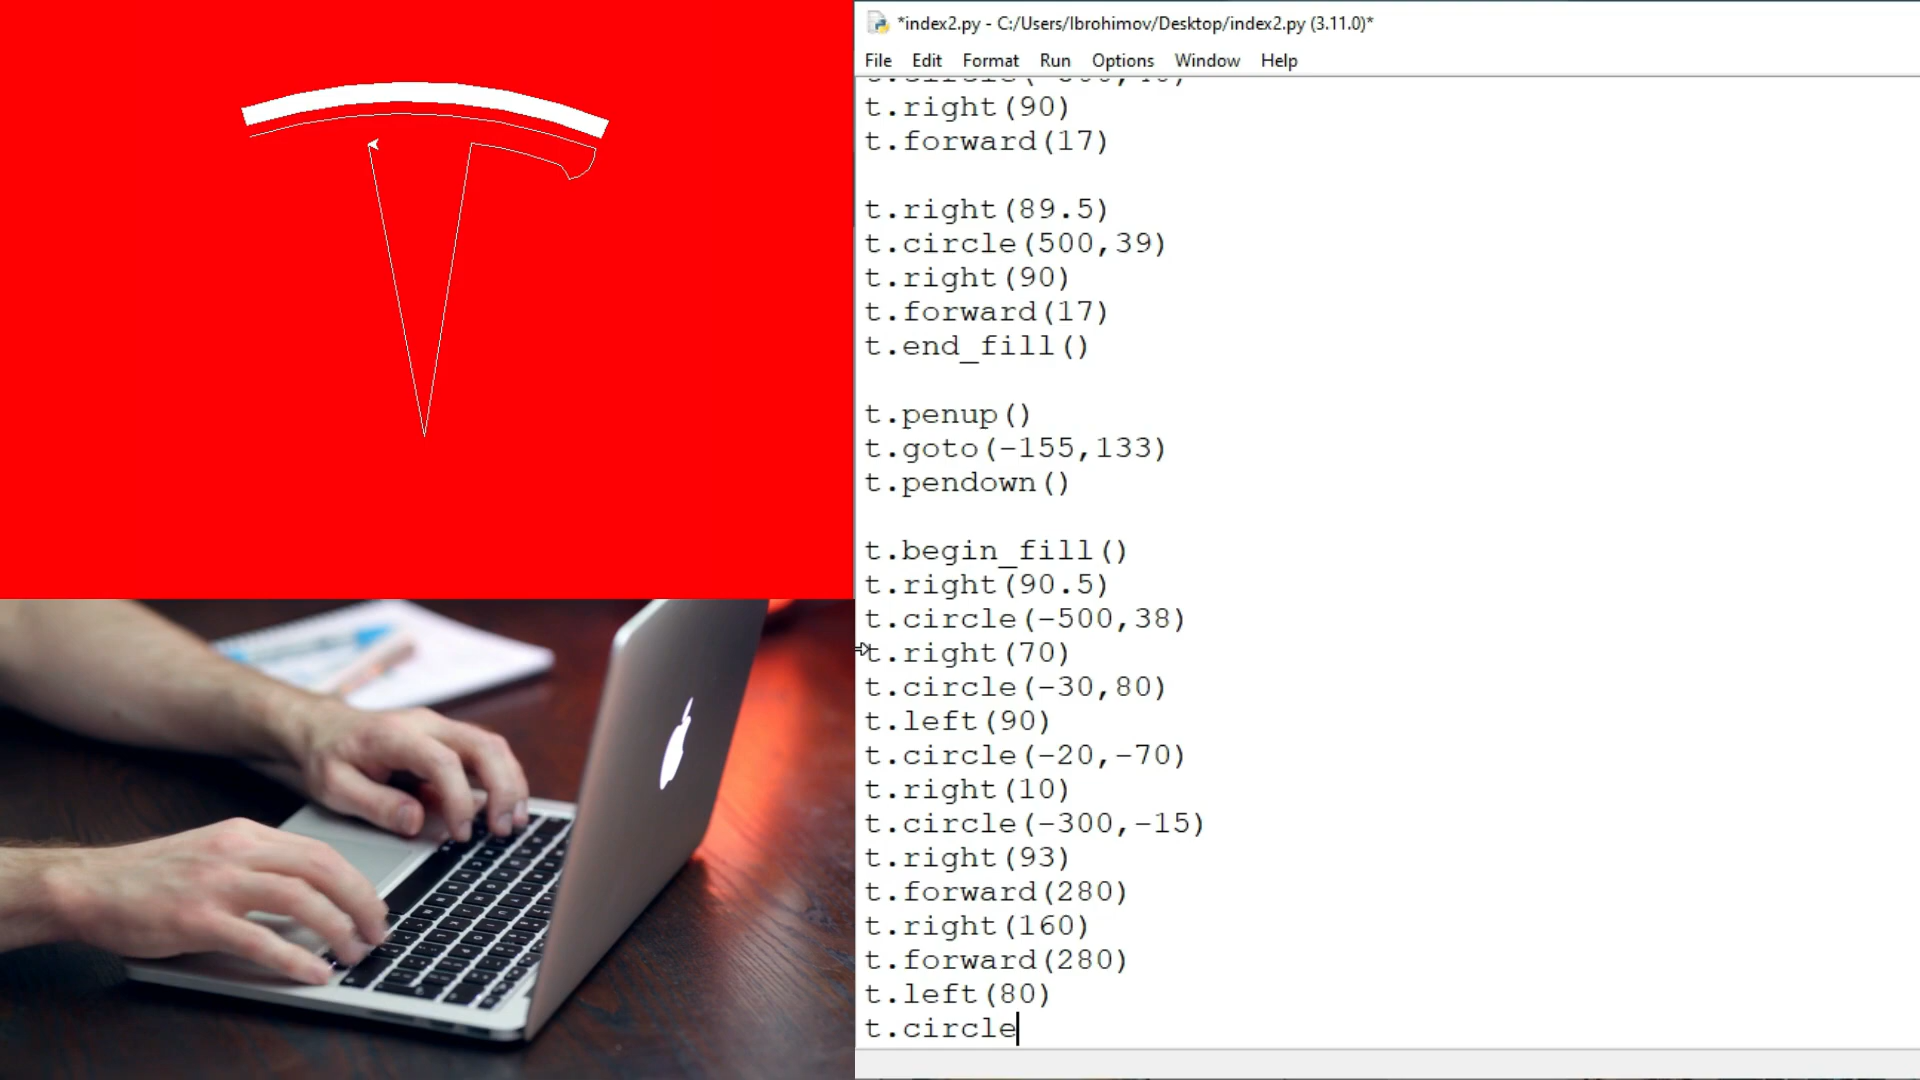 *index2.py - C:/Users/Ibrohimov/Desktop/index2.py (3.11.0)*
File Edit Format Run Options Window Help
t.right(90)
t.forward(17)
t.right(89.5)
t.circle(500,39)
t.right(90)
t.forward(17)
t.end_fill()
t.penup()
t.goto(-155,133)
t.pendown()
t.begin_fill()
t.right(90.5)
t.circle(-500,38)
t.right(70)
t.circle(-30,80)
t.left(90)
t.circle(-20,-70)
t.right(10)
t.circle(-300,-15)
t.right(93)
t.forward(280)
t.right(160)
t.forward(280)
t.left(80)
t.circle